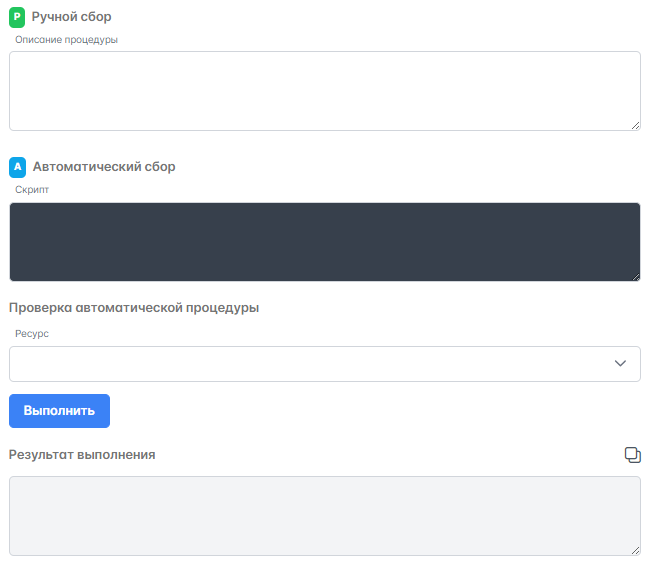 Р Ручной сбор
Описание процедуры
А Автоматический сбор
Скрипт
Проверка автоматической процедуры
Ресурс
Выполнить
Результат выполнения